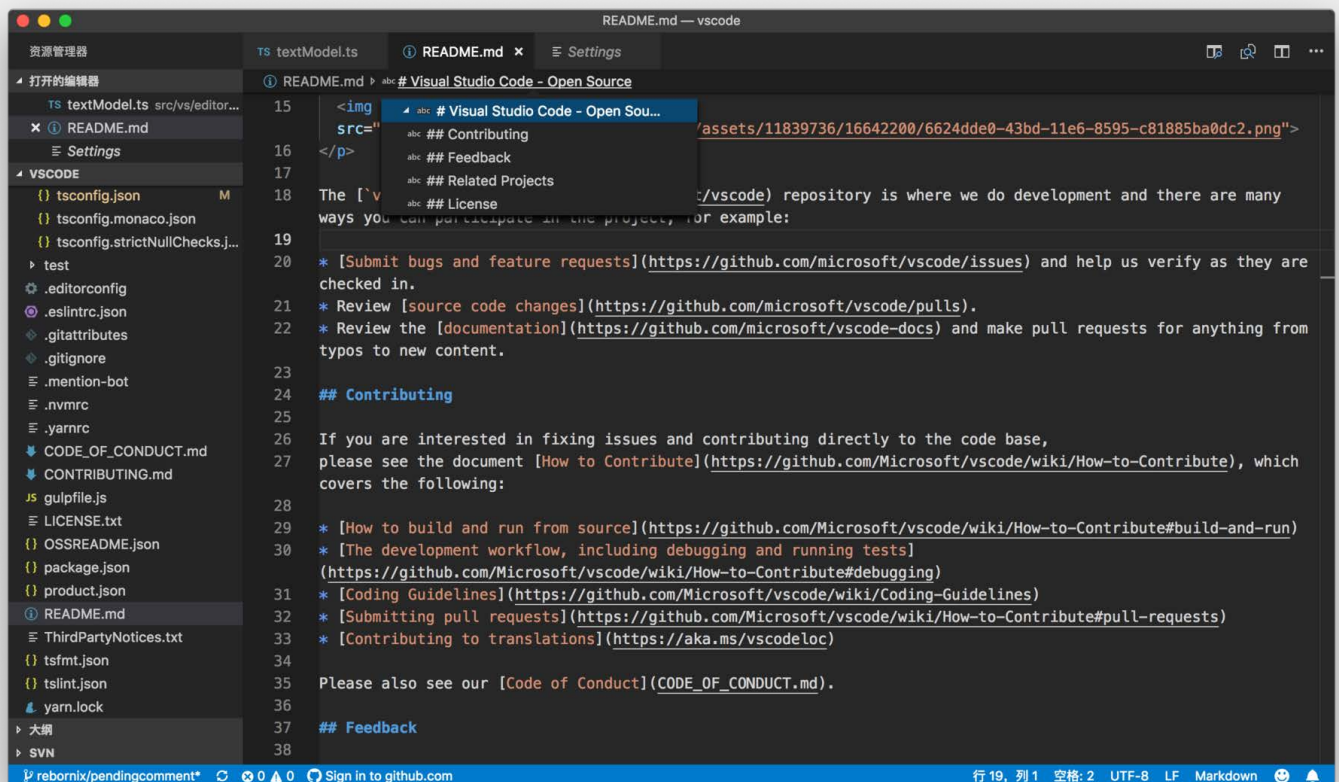 README.md — vscode
资源管理器
TS textModel.ts
README.md ×
Settings
打开的编辑器
README.md
abc # Visual Studio Code - Open Source
TS textModel.ts src/vs/editor...
× README.md
Settings
VSCODE
{} tsconfig.json M
{} tsconfig.monaco.json
{} tsconfig.strictNullChecks.j...
test
.editorconfig
.eslintrc.json
.gitattributes
.gitignore
.mention-bot
.nvmrc
.yarnrc
CODE_OF_CONDUCT.md
CONTRIBUTING.md
JS gulpfile.js
LICENSE.txt
{} OSSREADME.json
{} package.json
{} product.json
README.md
ThirdPartyNotices.txt
{} tsfmt.json
{} tslint.json
yarn.lock
大纲
SVN
abc # Visual Studio Code - Open Sou...
abc ## Contributing
abc ## Feedback
abc ## Related Projects
abc ## License
15 <img
src=" /assets/11839736/16642200/6624dde0-43bd-11e6-8595-c81885ba0dc2.png">
16 </p>
17
18 The [`v t/vscode) repository is where we do development and there are many
ways you can participate in the project, for example:
19
20 * [Submit bugs and feature requests](https://github.com/microsoft/vscode/issues) and help us verify as they are
checked in.
21 * Review [source code changes](https://github.com/microsoft/vscode/pulls).
22 * Review the [documentation](https://github.com/microsoft/vscode-docs) and make pull requests for anything from
typos to new content.
23
24 ## Contributing
25
26 If you are interested in fixing issues and contributing directly to the code base,
27 please see the document [How to Contribute](https://github.com/Microsoft/vscode/wiki/How-to-Contribute), which
covers the following:
28
29 * [How to build and run from source](https://github.com/Microsoft/vscode/wiki/How-to-Contribute#build-and-run)
30 * [The development workflow, including debugging and running tests]
(https://github.com/Microsoft/vscode/wiki/How-to-Contribute#debugging)
31 * [Coding Guidelines](https://github.com/Microsoft/vscode/wiki/Coding-Guidelines)
32 * [Submitting pull requests](https://github.com/Microsoft/vscode/wiki/How-to-Contribute#pull-requests)
33 * [Contributing to translations](https://aka.ms/vscodeloc)
34
35 Please also see our [Code of Conduct](CODE_OF_CONDUCT.md).
36
37 ## Feedback
38
rebornix/pendingcomment* 0 0 Sign in to github.com
行 19，列 1 空格: 2 UTF-8 LF Markdown